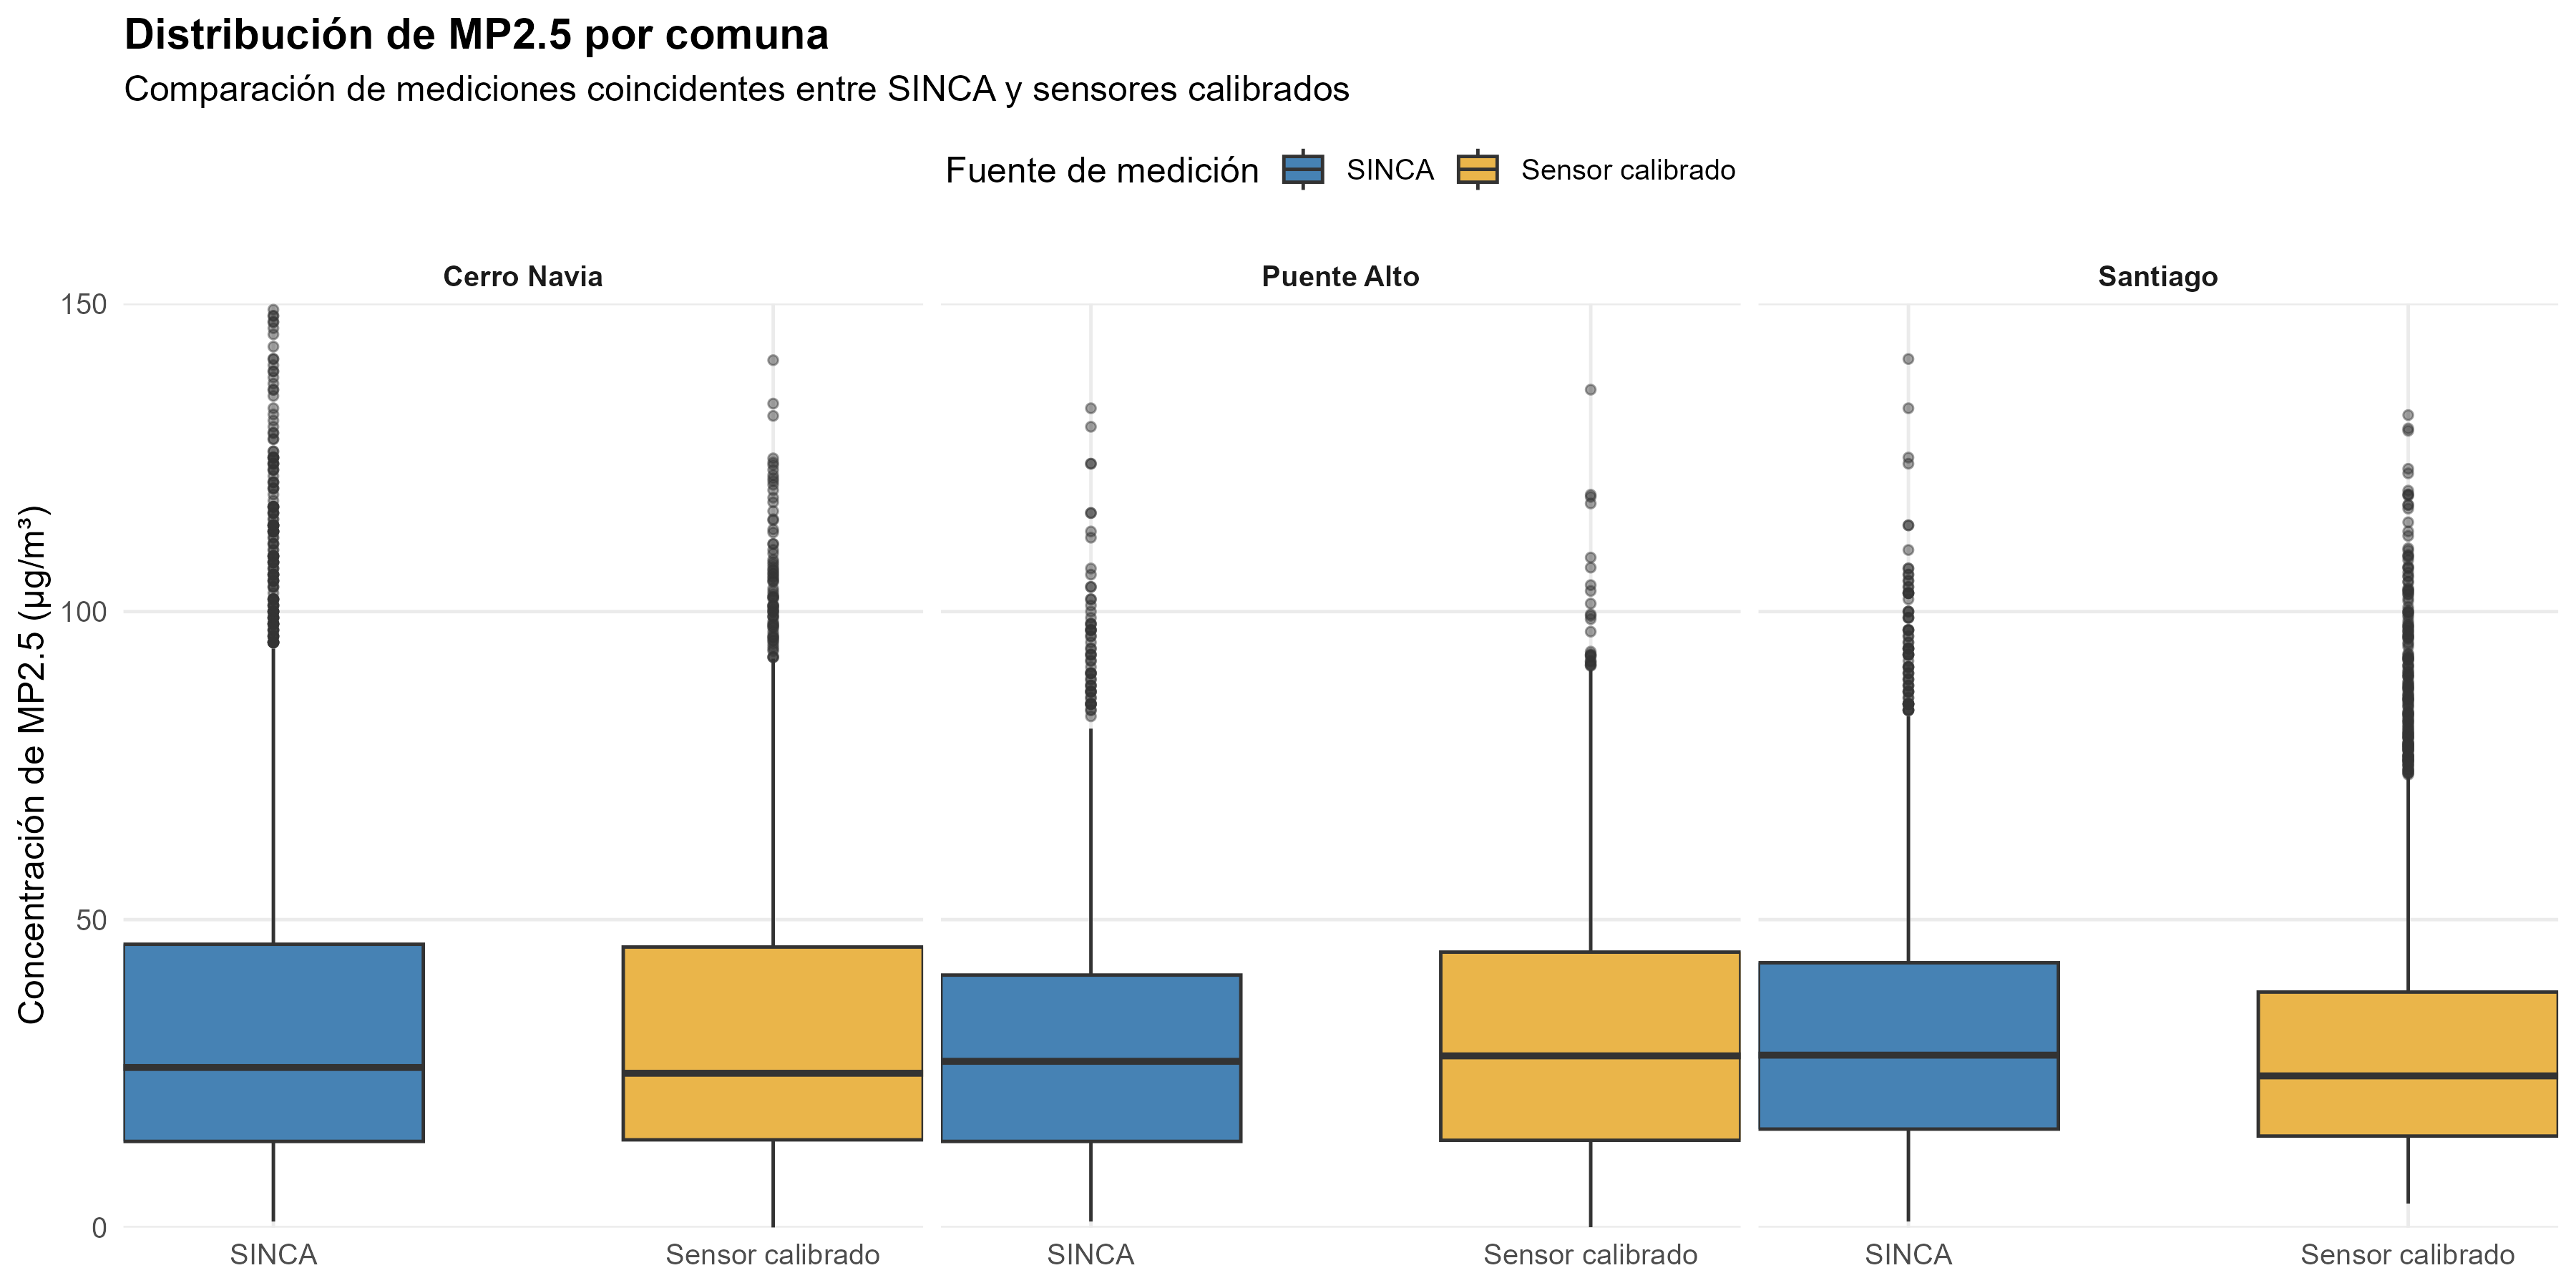 Distribución de MP2.5 por comuna
Comparación de mediciones coincidentes entre SINCA y sensores calibrados
Fuente de medición SINCA Sensor calibrado
Cerro Navia Puente Alto Santiago
Concentración de MP2.5 (µg/m³)
150
100
50
0
SINCA Sensor calibrado SINCA Sensor calibrado SINCA Sensor calibrado